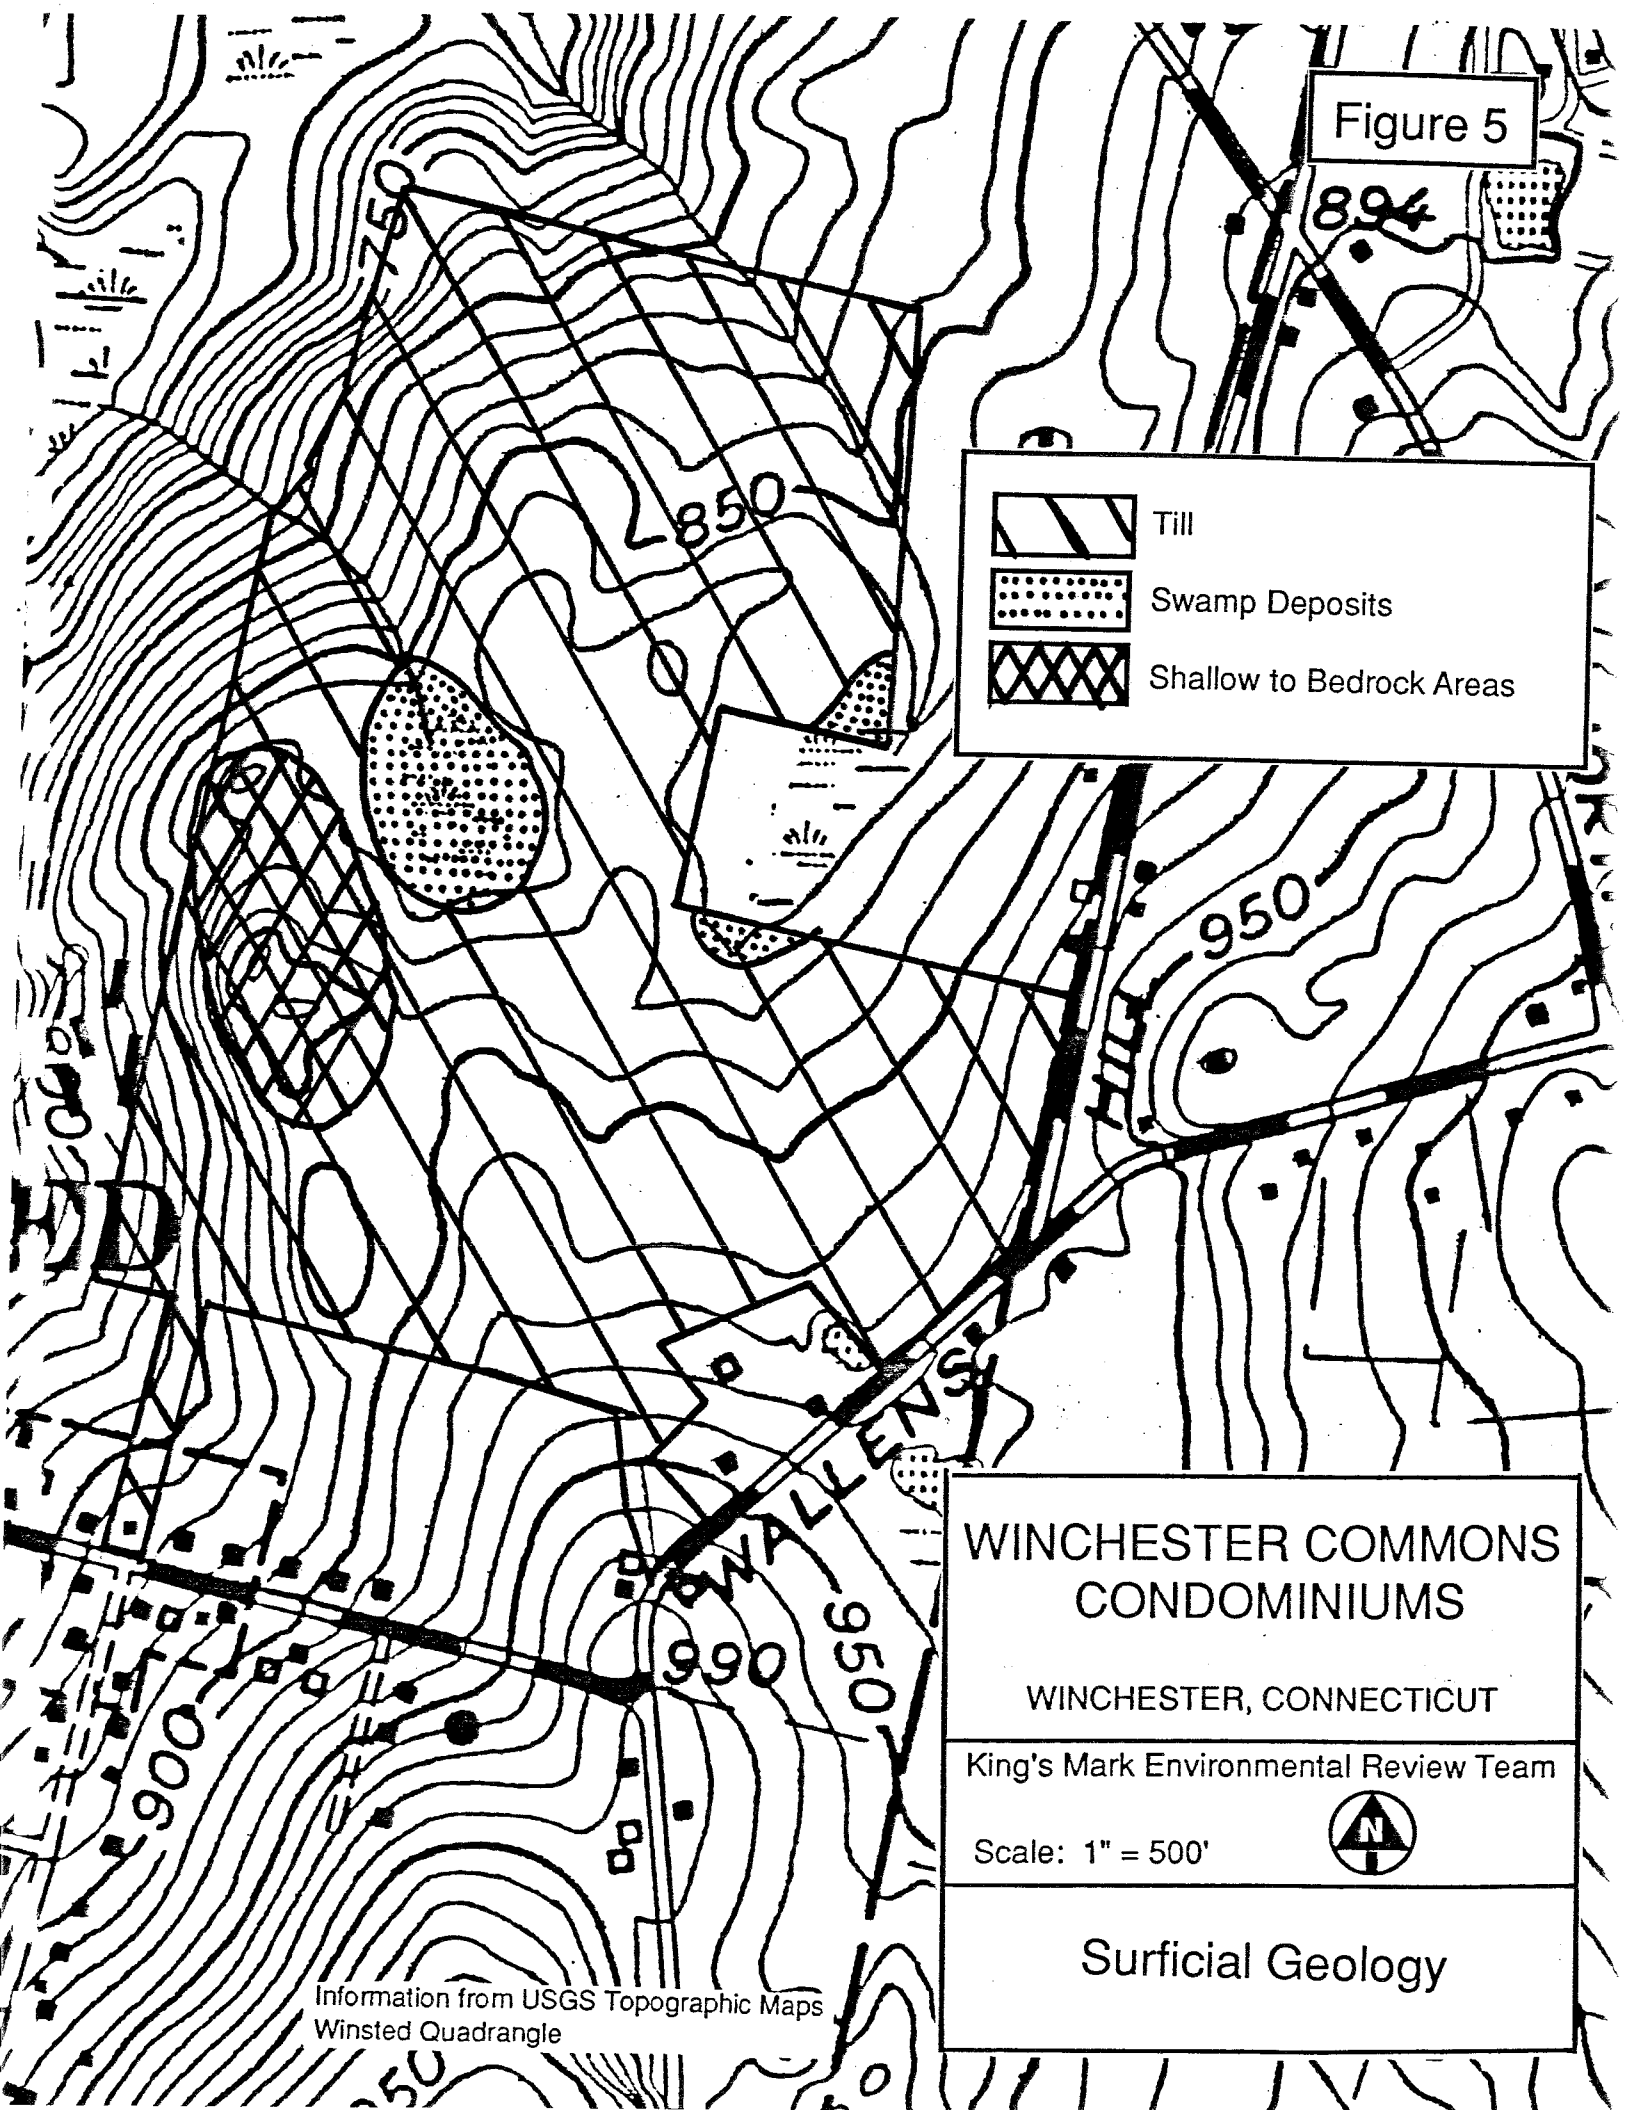 Figure 5
894
750
850
Till
Swamp Deposits
Shallow to Bedrock Areas
950
HILL
ED
WALLENS
WINCHESTER COMMONS
CONDOMINIUMS
WINCHESTER, CONNECTICUT
King's Mark Environmental Review Team
N
Scale: 1" = 500'
Surficial Geology
990
950
900
Information from USGS Topographic Maps
Winsted Quadrangle